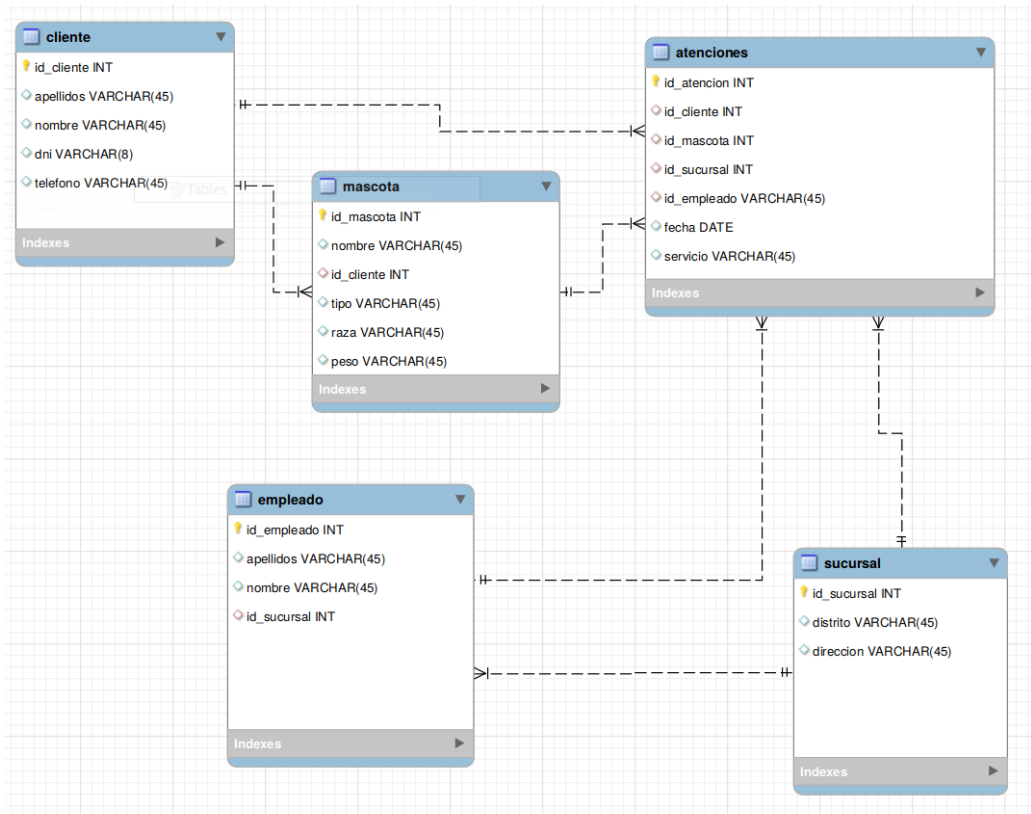 cliente
id_cliente INT
apellidos VARCHAR(45)
nombre VARCHAR(45)
dni VARCHAR(8)
telefono VARCHAR(45)
Indexes
Tables
mascota
id_mascota INT
nombre VARCHAR(45)
id_cliente INT
tipo VARCHAR(45)
raza VARCHAR(45)
peso VARCHAR(45)
Indexes
atenciones
id_atencion INT
id_cliente INT
id_mascota INT
id_sucursal INT
id_empleado VARCHAR(45)
fecha DATE
servicio VARCHAR(45)
Indexes
empleado
id_empleado INT
apellidos VARCHAR(45)
nombre VARCHAR(45)
id_sucursal INT
Indexes
sucursal
id_sucursal INT
distrito VARCHAR(45)
direccion VARCHAR(45)
Indexes